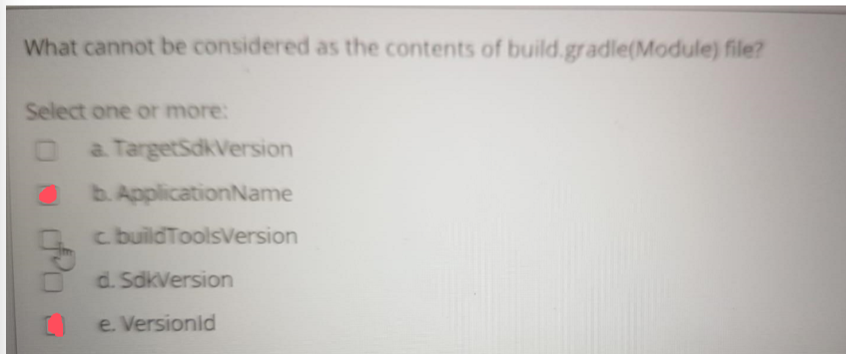 What cannot be considered as the contents of build.gradle(Module) file?
Select one or more:
a. TargetSdkVersion
b. ApplicationName
c. buildToolsVersion
d. SdkVersion
e. VersionId